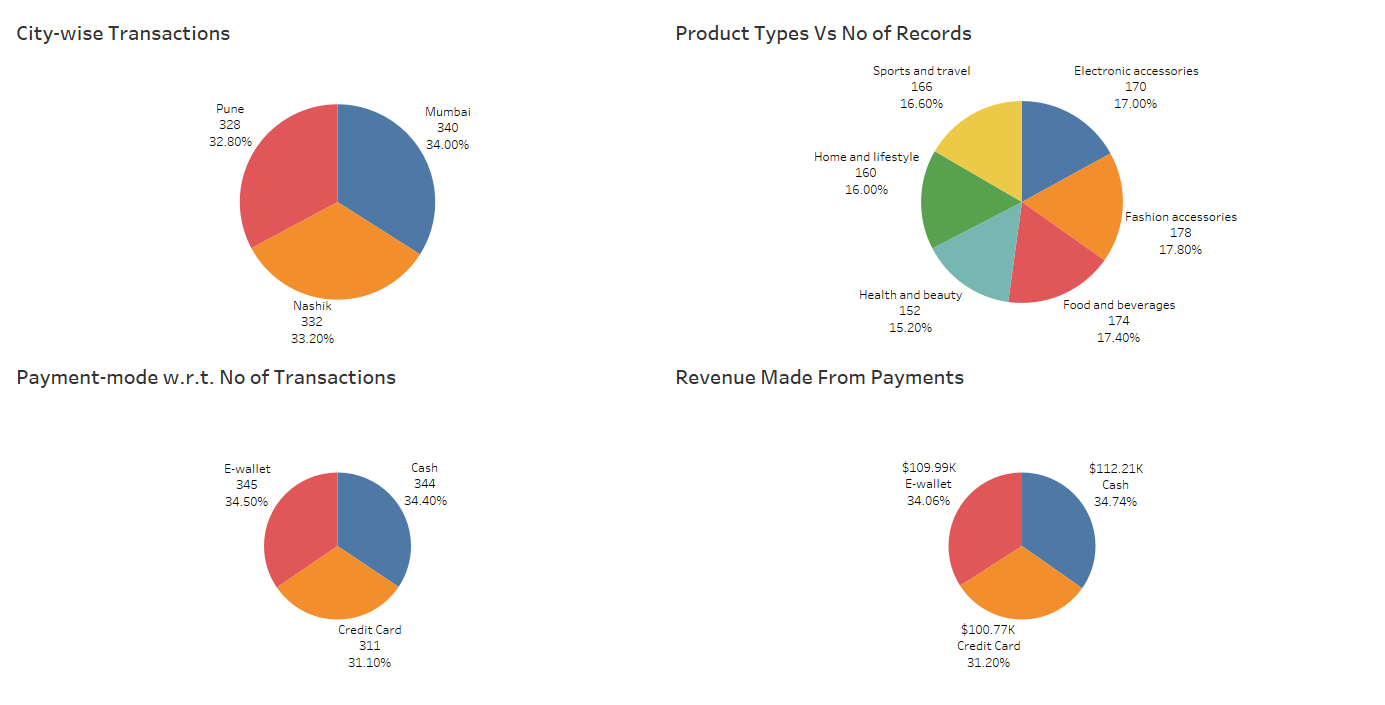 City-wise Transactions
Pune
328
32.80%
Mumbai
340
34.00%
Nashik
332
33.20%
Product Types Vs No of Records
Sports and travel
166
16.60%
Electronic accessories
170
17.00%
Home and lifestyle
160
16.00%
Fashion accessories
178
17.80%
Health and beauty
152
15.20%
Food and beverages
174
17.40%
Payment-mode w.r.t. No of Transactions
E-wallet
345
34.50%
Cash
344
34.40%
Credit Card
311
31.10%
Revenue Made From Payments
$109.99K
E-wallet
34.06%
$112.21K
Cash
34.74%
$100.77K
Credit Card
31.20%